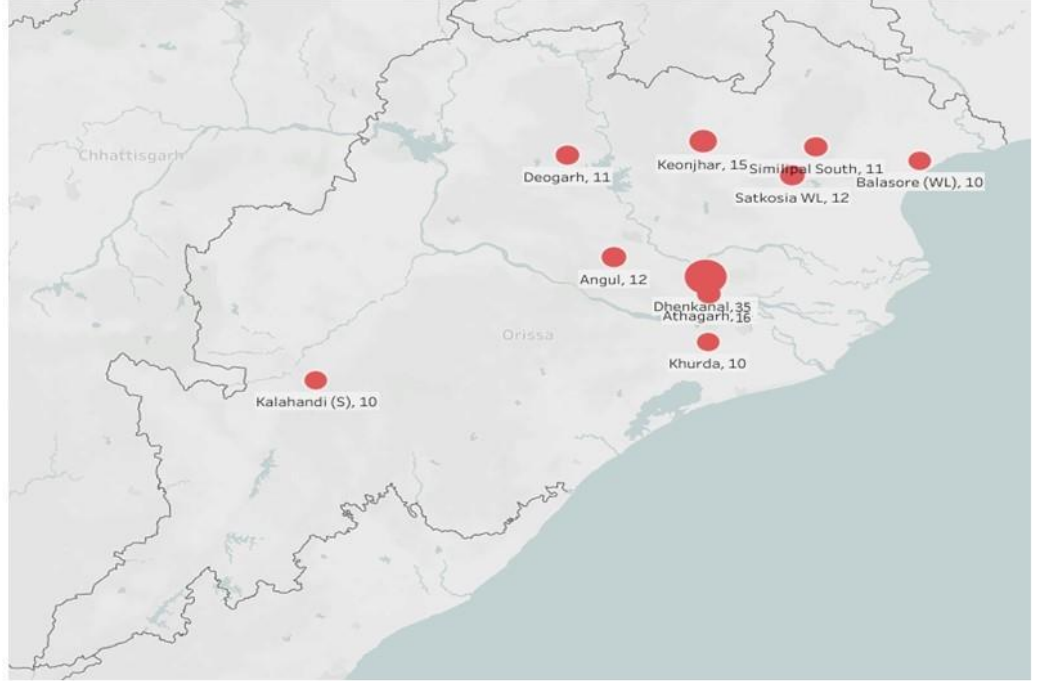 Chhattisgarh
Deogarh, 11
Keonjhar, 15
Similipal South, 11
Balasore (WL), 10
Satkosia WL, 12
Angul, 12
Dhenkanal, 35
Athagarh, 16
Orissa
Khurda, 10
Kalahandi (S), 10